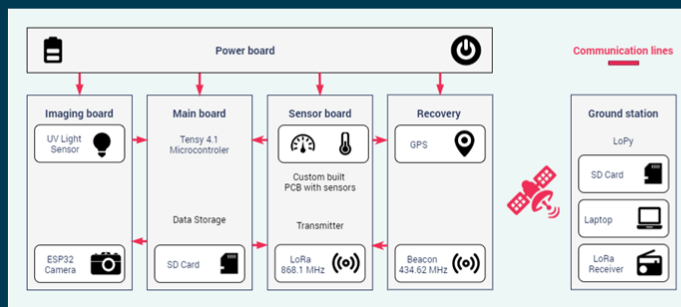 Power board
Communication lines
Imaging board
Main board
Sensor board
Recovery
Ground station
UV Light
Sensor
Tensy 4.1
Microcontroler
GPS
LoPy
Custom built
PCB with sensors
SD Card
Data Storage
Transmitter
Laptop
ESP32
Camera
SD Card
LoRa
868.1 MHz
Beacon
434.62 MHz
LoRa
Receiver